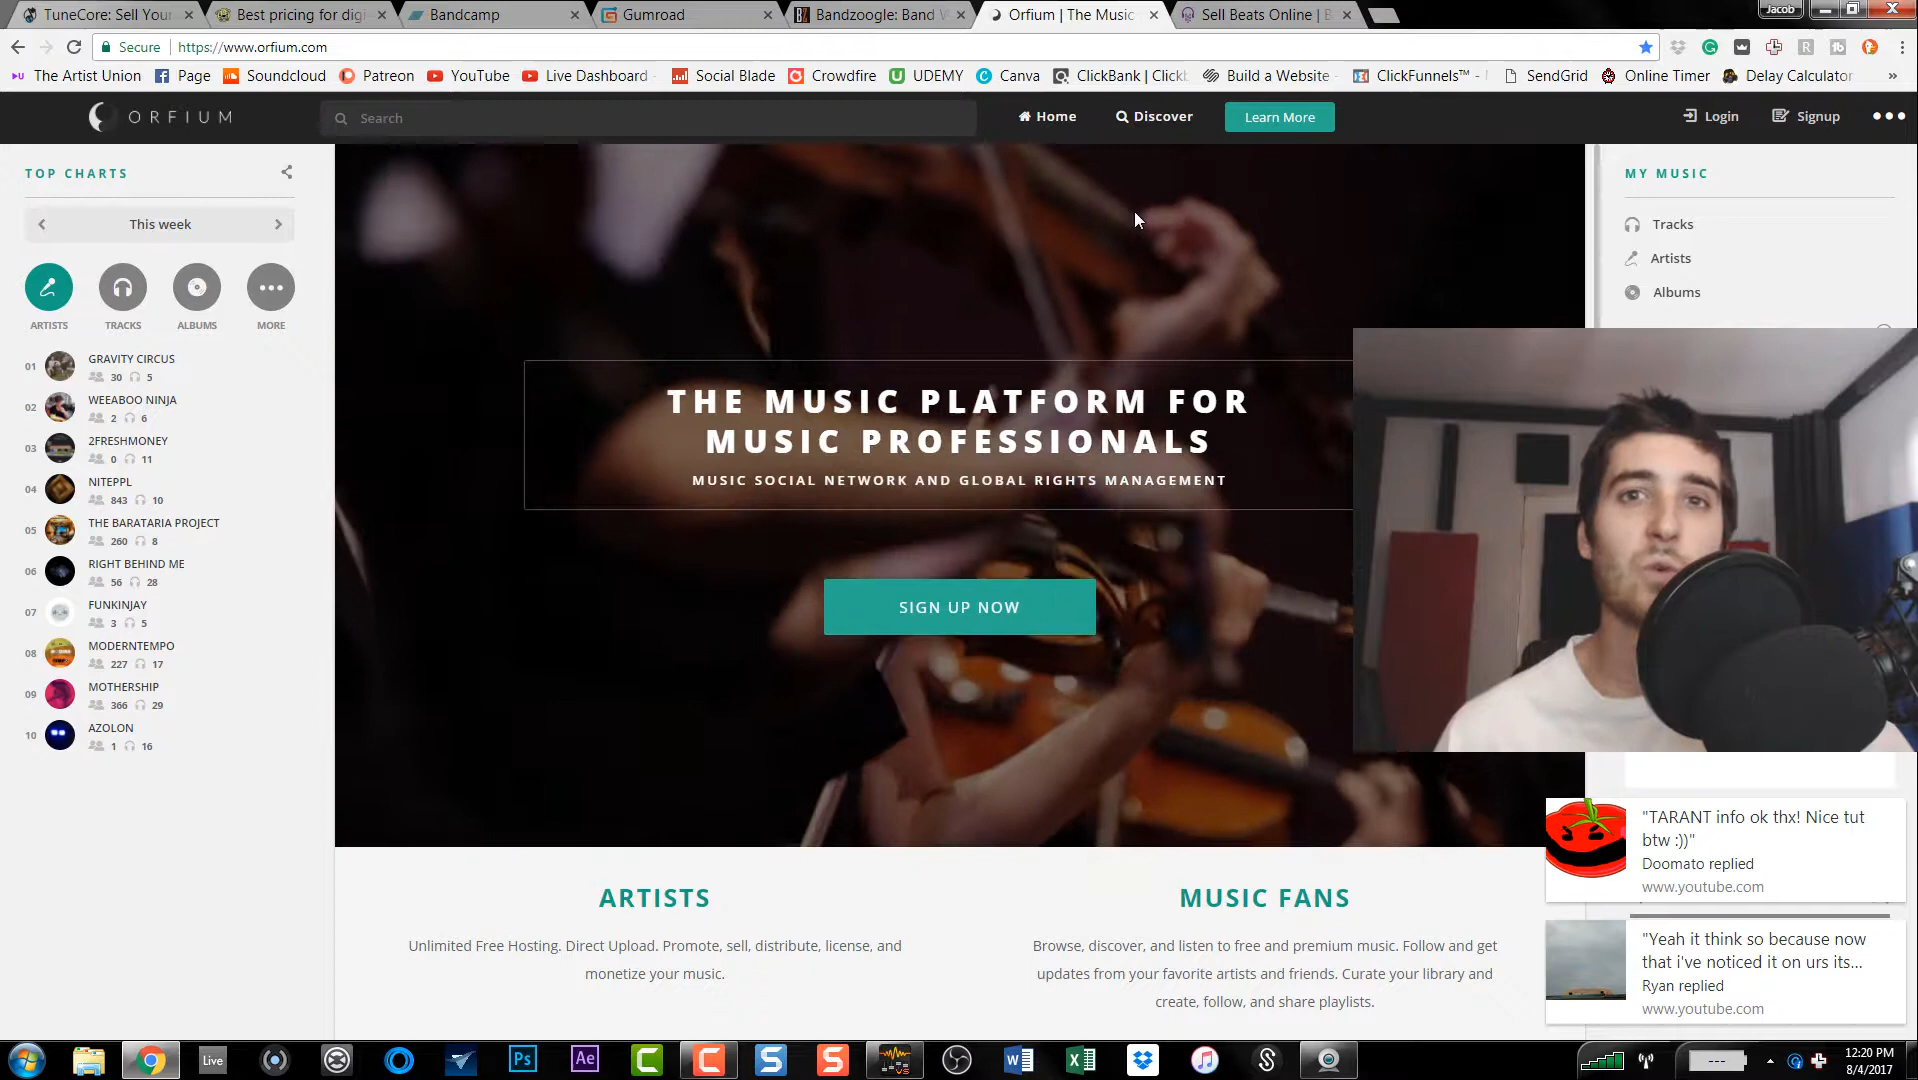 TuneCore: Sell Your
Best pricing for digi
Bandcamp
Gumroad
Bandzoogle: Band W
Orfium | The Music
Sell Beats Online | B
Jacob
Secure
https://www.orfium.com
The Artist Union
Page
Soundcloud
Patreon
YouTube
Live Dashboard -
Social Blade
Crowdfire
UDEMY
Canva
ClickBank | Clickb
Build a Website -
ClickFunnels™ -
SendGrid
Online Timer
Delay Calculator
ORFIUM
Search
Home
Discover
Learn More
Login
Signup
TOP CHARTS
This week
ARTISTS
TRACKS
ALBUMS
MORE
01
GRAVITY CIRCUS
30 5
02
WEEABOO NINJA
2 6
03
2FRESHMONEY
0 11
04
NITEPPL
843 10
05
THE BARATARIA PROJECT
260 8
06
RIGHT BEHIND ME
56 28
07
FUNKINJAY
3 5
08
MODERNTEMPO
227 17
09
MOTHERSHIP
366 29
10
AZOLON
1 16
THE MUSIC PLATFORM FOR
MUSIC PROFESSIONALS
MUSIC SOCIAL NETWORK AND GLOBAL RIGHTS MANAGEMENT
SIGN UP NOW
ARTISTS
Unlimited Free Hosting. Direct Upload. Promote, sell, distribute, license, and
monetize your music.
MUSIC FANS
Browse, discover, and listen to free and premium music. Follow and get
updates from your favorite artists and friends. Curate your library and
create, follow, and share playlists.
MY MUSIC
Tracks
Artists
Albums
"TARANT info ok thx! Nice tut
btw :))"
Doomato replied
www.youtube.com
"Yeah it think so because now
that i've noticed it on urs its...
Ryan replied
www.youtube.com
Live
Ps
Ae
12:20 PM
8/4/2017